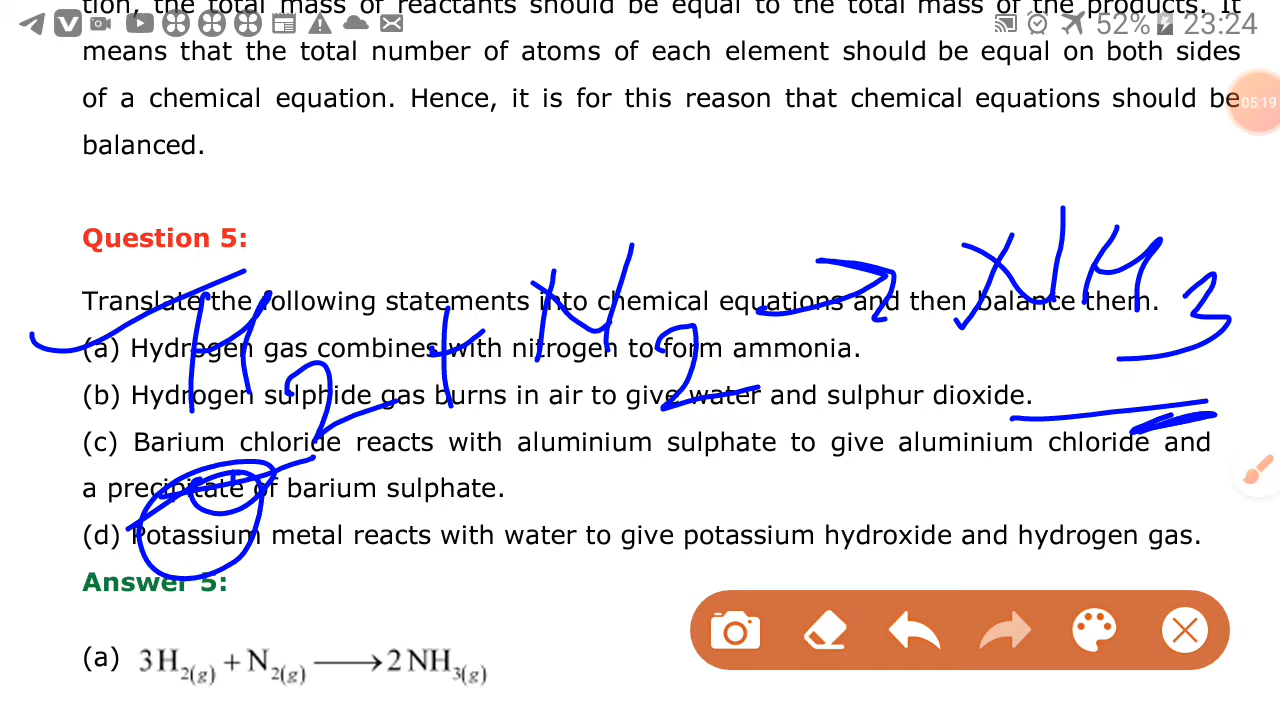 tion, the total mass of reactants should be equal to the total mass of the products. It
52% 23:24
means that the total number of atoms of each element should be equal on both sides
of a chemical equation. Hence, it is for this reason that chemical equations should be
05:19
balanced.
Question 5:
H2 + N2 → NH3
Translate the following statements into chemical equations and then balance them.
(a) Hydrogen gas combines with nitrogen to form ammonia.
(b) Hydrogen sulphide gas burns in air to give water and sulphur dioxide.
(c) Barium chloride reacts with aluminium sulphate to give aluminium chloride and
a precipitate of barium sulphate.
(d) Potassium metal reacts with water to give potassium hydroxide and hydrogen gas.
Answer 5:
(a) 3H2(g) + N2(g) ⟶ 2NH3(g)